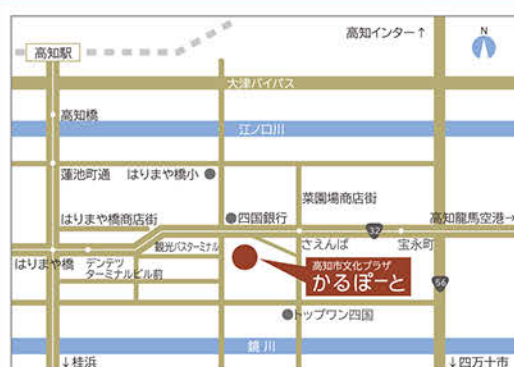 高知インター↑
N
高知駅
大津バイパス
高知橋
江ノ口川
蓮池町通
はりまや橋小
菜園場商店街
はりまや橋商店街
四国銀行
32
高知龍馬空港→
はりまや橋
デンテツ
ターミナルビル前
観光バスターミナル
さえんば
宝永町
高知市文化プラザ
かるぽーと
56
トップワン四国
鏡川
↓桂浜
↓四万十市